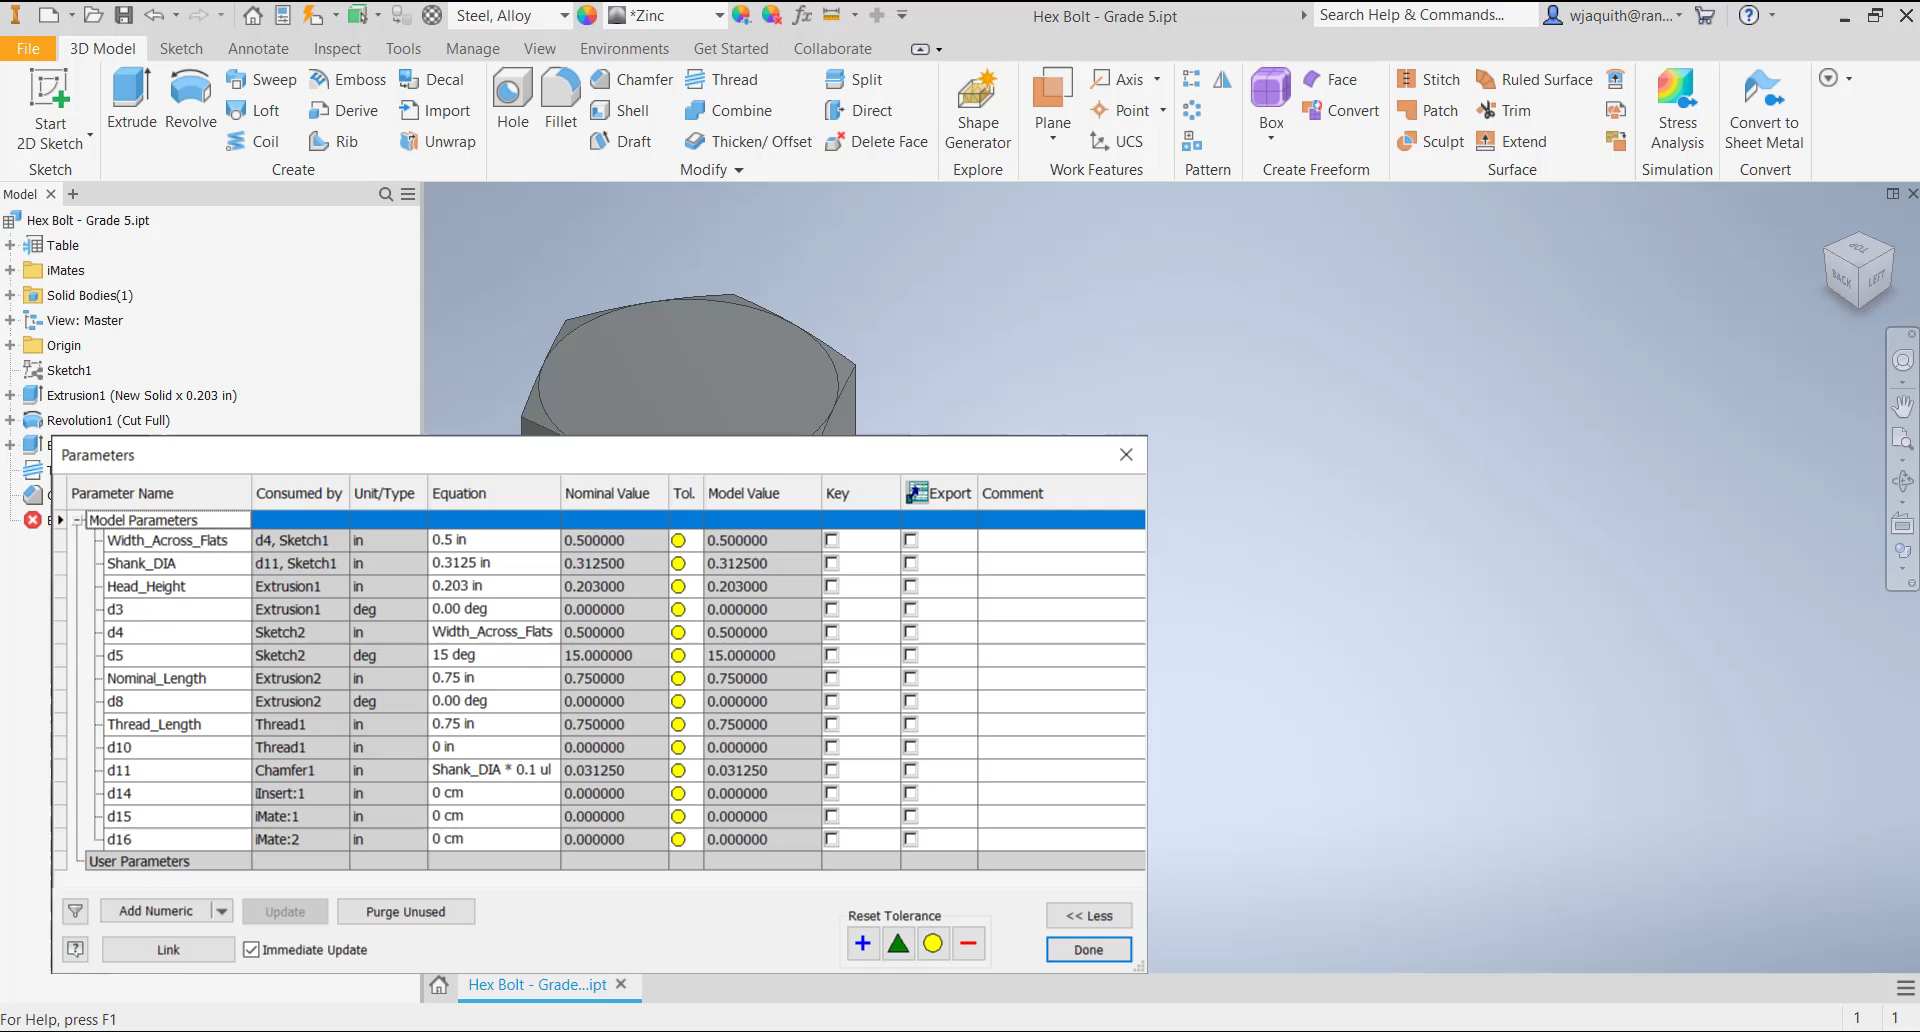 Steel, Alloy
*Zinc
fx
Hex Bolt - Grade 5.ipt
Search Help & Commands...
wjaquith@ran...
File 3D Model Sketch Annotate Inspect Tools Manage View Environments Get Started Collaborate
Start
2D Sketch
Extrude
Revolve
Sweep
Loft
Coil
Emboss
Derive
Rib
Decal
Import
Unwrap
Hole
Fillet
Chamfer
Shell
Draft
Thread
Combine
Thicken/ Offset
Split
Direct
Delete Face
Shape
Generator
Plane
Axis
Point
UCS
Box
Face
Convert
Stitch
Patch
Sculpt
Ruled Surface
Trim
Extend
Stress
Analysis
Convert to
Sheet Metal
Sketch Create Modify Explore Work Features Pattern Create Freeform Surface Simulation Convert
Model
Hex Bolt - Grade 5.ipt
Table
iMates
Solid Bodies(1)
View: Master
Origin
Sketch1
Extrusion1 (New Solid x 0.203 in)
Revolution1 (Cut Full)
TOP
BACK
LEFT
Parameters
Parameter Name Consumed by Unit/Type Equation Nominal Value Tol. Model Value Key Export Comment
Model Parameters
Width_Across_Flats d4, Sketch1 in 0.5 in 0.500000 0.500000
Shank_DIA d11, Sketch1 in 0.3125 in 0.312500 0.312500
Head_Height Extrusion1 in 0.203 in 0.203000 0.203000
d3 Extrusion1 deg 0.00 deg 0.000000 0.000000
d4 Sketch2 in Width_Across_Flats 0.500000 0.500000
d5 Sketch2 deg 15 deg 15.000000 15.000000
Nominal_Length Extrusion2 in 0.75 in 0.750000 0.750000
d8 Extrusion2 deg 0.00 deg 0.000000 0.000000
Thread_Length Thread1 in 0.75 in 0.750000 0.750000
d10 Thread1 in 0 in 0.000000 0.000000
d11 Chamfer1 in Shank_DIA * 0.1 ul 0.031250 0.031250
d14 iInsert:1 in 0 cm 0.000000 0.000000
d15 iMate:1 in 0 cm 0.000000 0.000000
d16 iMate:2 in 0 cm 0.000000 0.000000
User Parameters
Add Numeric Update Purge Unused
Link Immediate Update
Reset Tolerance
<< Less
Done
Hex Bolt - Grade...ipt
For Help, press F1
1 1